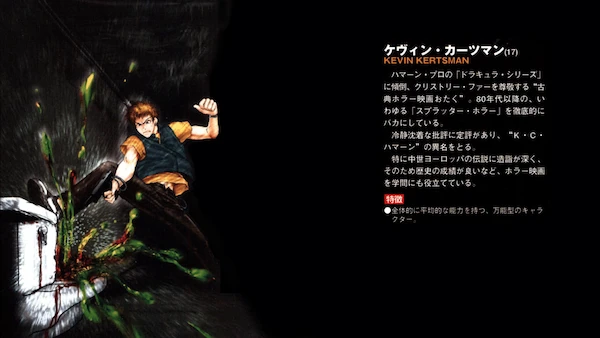 ケヴィン・カーツマン(17)
KEVIN KERTSMAN
ハマーン・プロの「ドラキュラ・シリーズ」
に傾倒、クリストリー・ファーを尊敬する“古
典ホラー映画おたく”。80年代以降の、い
わゆる「スプラッター・ホラー」を徹底的に
バカにしている。
冷静沈着な批評に定評があり、“K・C・
ハマーン”の異名をとる。
特に中世ヨーロッパの伝説に造詣が深く、
そのため歴史の成績が良いなど、ホラー映画
を学問にも役立てている。
特徴
●全体的に平均的な能力を持つ、万能型のキャラ
クター。